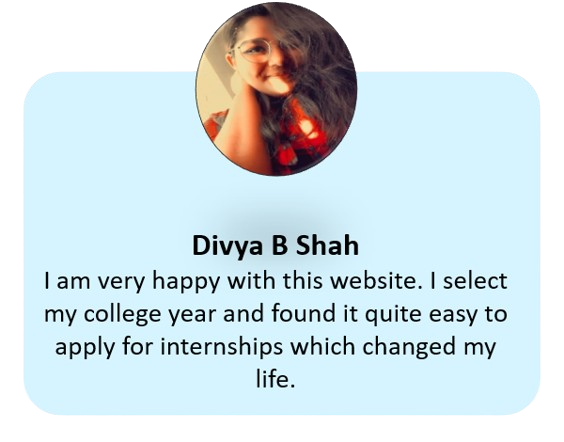 Divya B Shah
I am very happy with this website. I select
my college year and found it quite easy to
apply for internships which changed my
life.